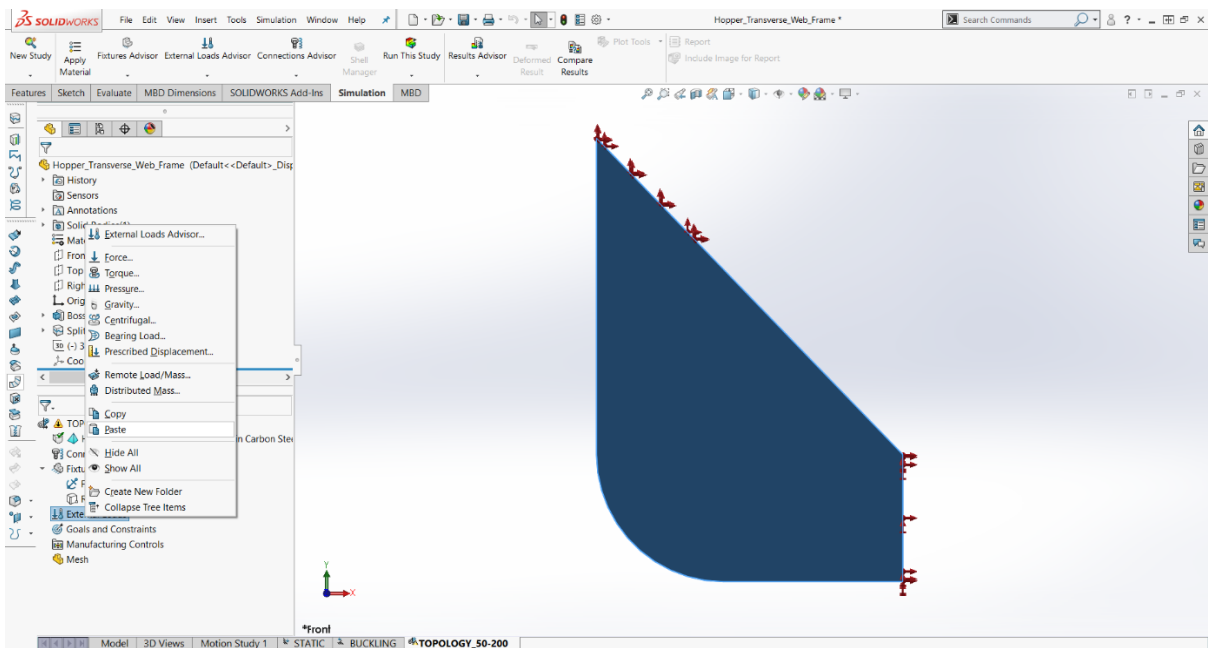 SOLIDWORKS File Edit View Insert Tools Simulation Window Help Hopper_Transverse_Web_Frame * Search Commands
New Study Apply Material Fixtures Advisor External Loads Advisor Connections Advisor Shell Manager Run This Study Results Advisor Deformed Result Compare Results Plot Tools Report
Include Image for Report
Features Sketch Evaluate MBD Dimensions SOLIDWORKS Add-Ins Simulation MBD
Hopper_Transverse_Web_Frame (Default<<Default>_Disp
History
Sensors
Annotations
External Loads Advisor...
Force...
Torque...
Pressure...
Gravity...
Centrifugal...
Bearing Load...
Prescribed Displacement...
Remote Load/Mass...
Distributed Mass...
Copy
Paste
Hide All
Show All
Create New Folder
Collapse Tree Items
Goals and Constraints
Manufacturing Controls
Mesh
Y
X
*Front
Model 3D Views Motion Study 1 STATIC BUCKLING TOPOLOGY_50-200